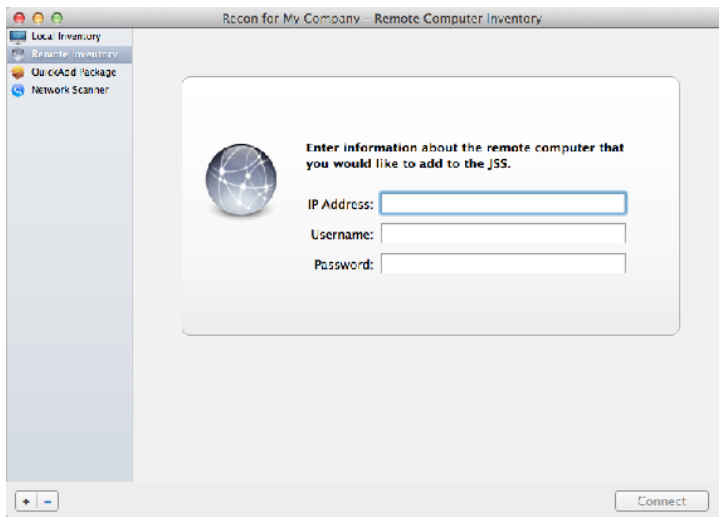 Recon for My Company – Remote Computer Inventory
Local Inventory
Remote Inventory
QuickAdd Package
Network Scanner
Enter information about the remote computer that
you would like to add to the JSS.
IP Address:
Username:
Password:
+ −
Connect